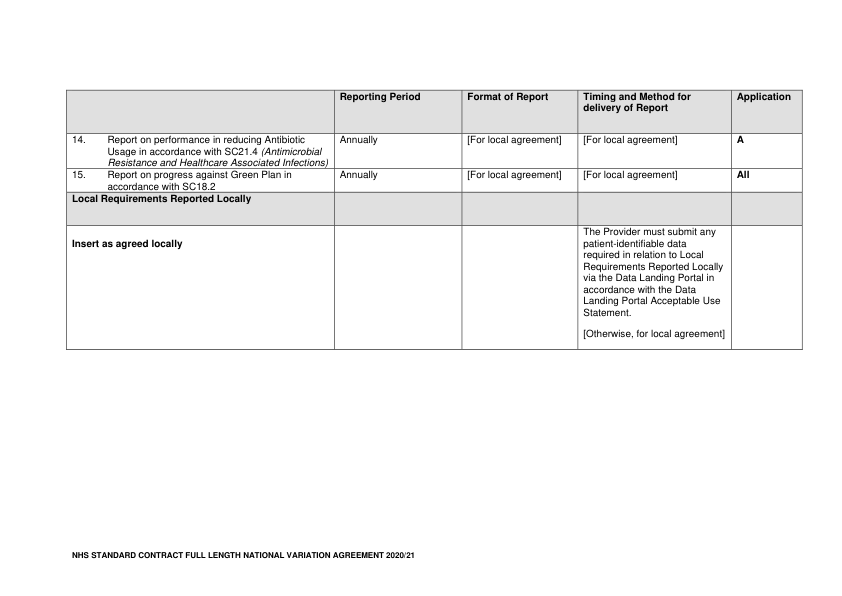 Reporting Period
Format of Report
Timing and Method for
delivery of Report
Application
14. Report on performance in reducing Antibiotic
Usage in accordance with SC21.4 (Antimicrobial
Resistance and Healthcare Associated Infections)
Annually
[For local agreement]
[For local agreement]
A
15. Report on progress against Green Plan in
accordance with SC18.2
Annually
[For local agreement]
[For local agreement]
All
Local Requirements Reported Locally
Insert as agreed locally
The Provider must submit any
patient-identifiable data
required in relation to Local
Requirements Reported Locally
via the Data Landing Portal in
accordance with the Data
Landing Portal Acceptable Use
Statement.
[Otherwise, for local agreement]
NHS STANDARD CONTRACT FULL LENGTH NATIONAL VARIATION AGREEMENT 2020/21